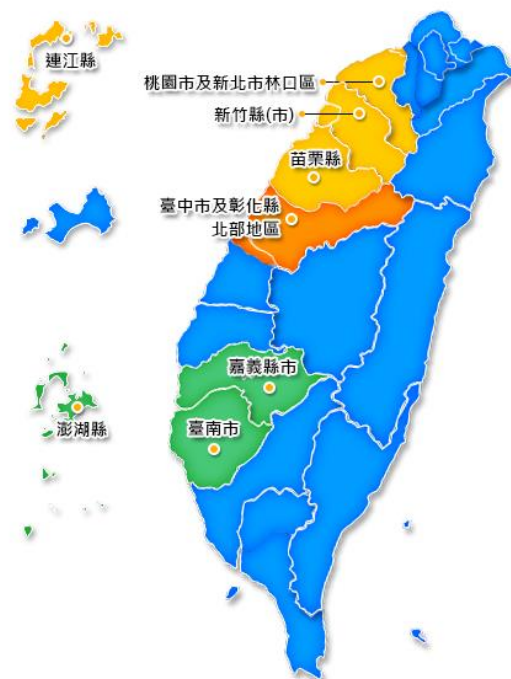 連江縣
桃園市及新北市林口區
新竹縣(市)
苗栗縣
臺中市及彰化縣
北部地區
嘉義縣市
澎湖縣
臺南市